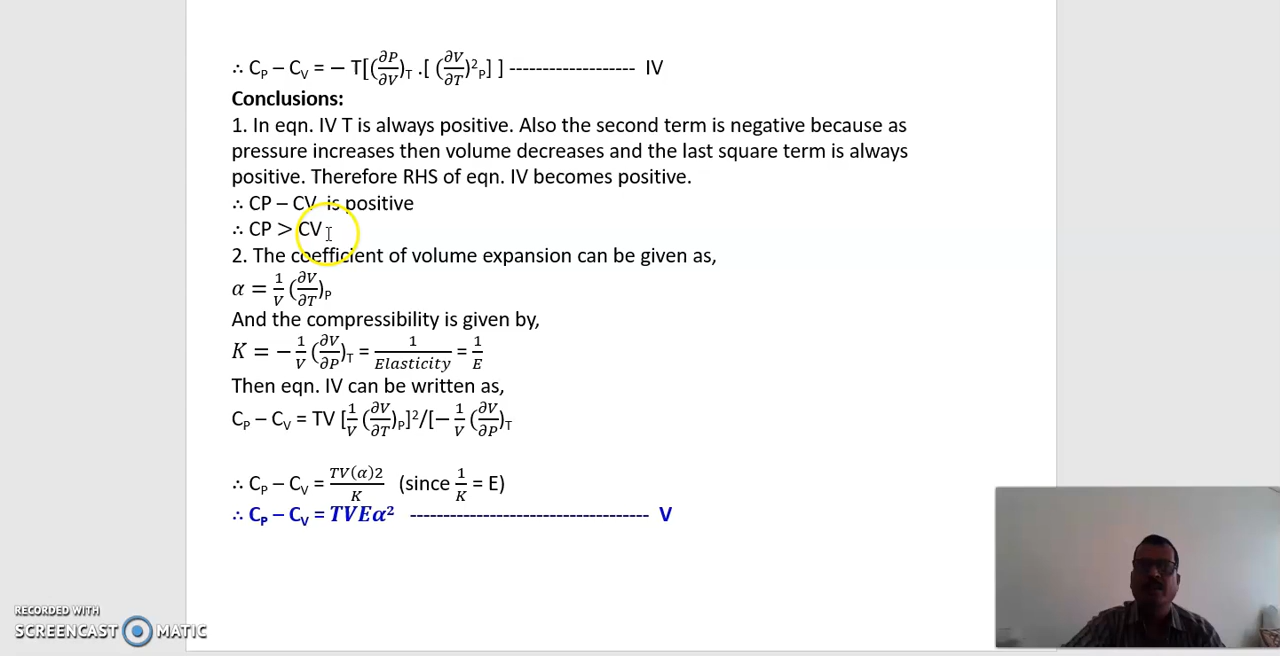 ∴ C_P – C_V = – T[(∂P/∂V)_T .[ (∂V/∂T)²_P] ] ------------------- IV
Conclusions:
1. In eqn. IV T is always positive. Also the second term is negative because as
pressure increases then volume decreases and the last square term is always
positive. Therefore RHS of eqn. IV becomes positive.
∴ CP – CV is positive
∴ CP > CV
2. The coefficient of volume expansion can be given as,
α = 1/V (∂V/∂T)_P
And the compressibility is given by,
K = − 1/V (∂V/∂P)_T = 1/Elasticity = 1/E
Then eqn. IV can be written as,
C_P – C_V = TV [1/V (∂V/∂T)_P]²/[− 1/V (∂V/∂P)_T
∴ C_P – C_V = TV(α)2/K (since 1/K = E)
∴ C_P – C_V = TVEα² ------------------------------------ V
RECORDED WITH
SCREENCAST MATIC